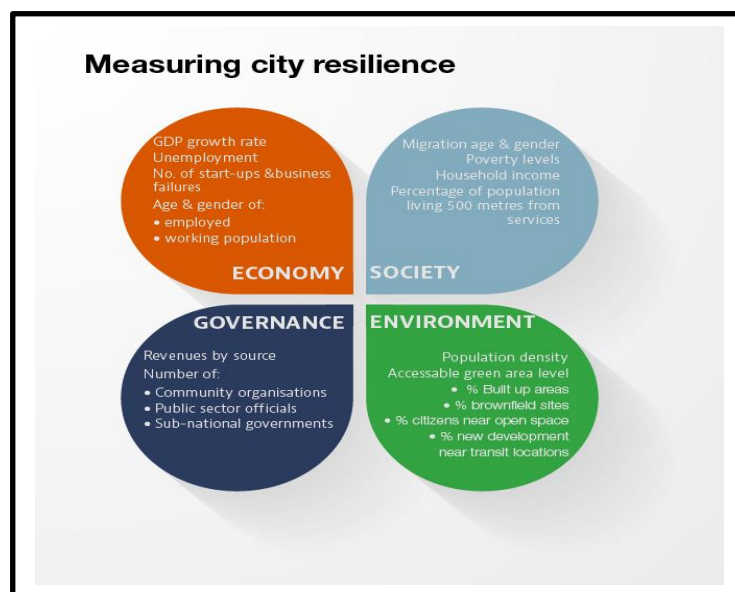 Measuring city resilience
GDP growth rate
Unemployment
No. of start-ups &business
failures
Age & gender of:
• employed
• working population
ECONOMY
Migration age & gender
Poverty levels
Household income
Percentage of population
living 500 metres from
services
SOCIETY
GOVERNANCE
Revenues by source
Number of:
• Community organisations
• Public sector officials
• Sub-national governments
ENVIRONMENT
Population density
Accessable green area level
• % Built up areas
• % brownfield sites
• % citizens near open space
• % new development
near transit locations